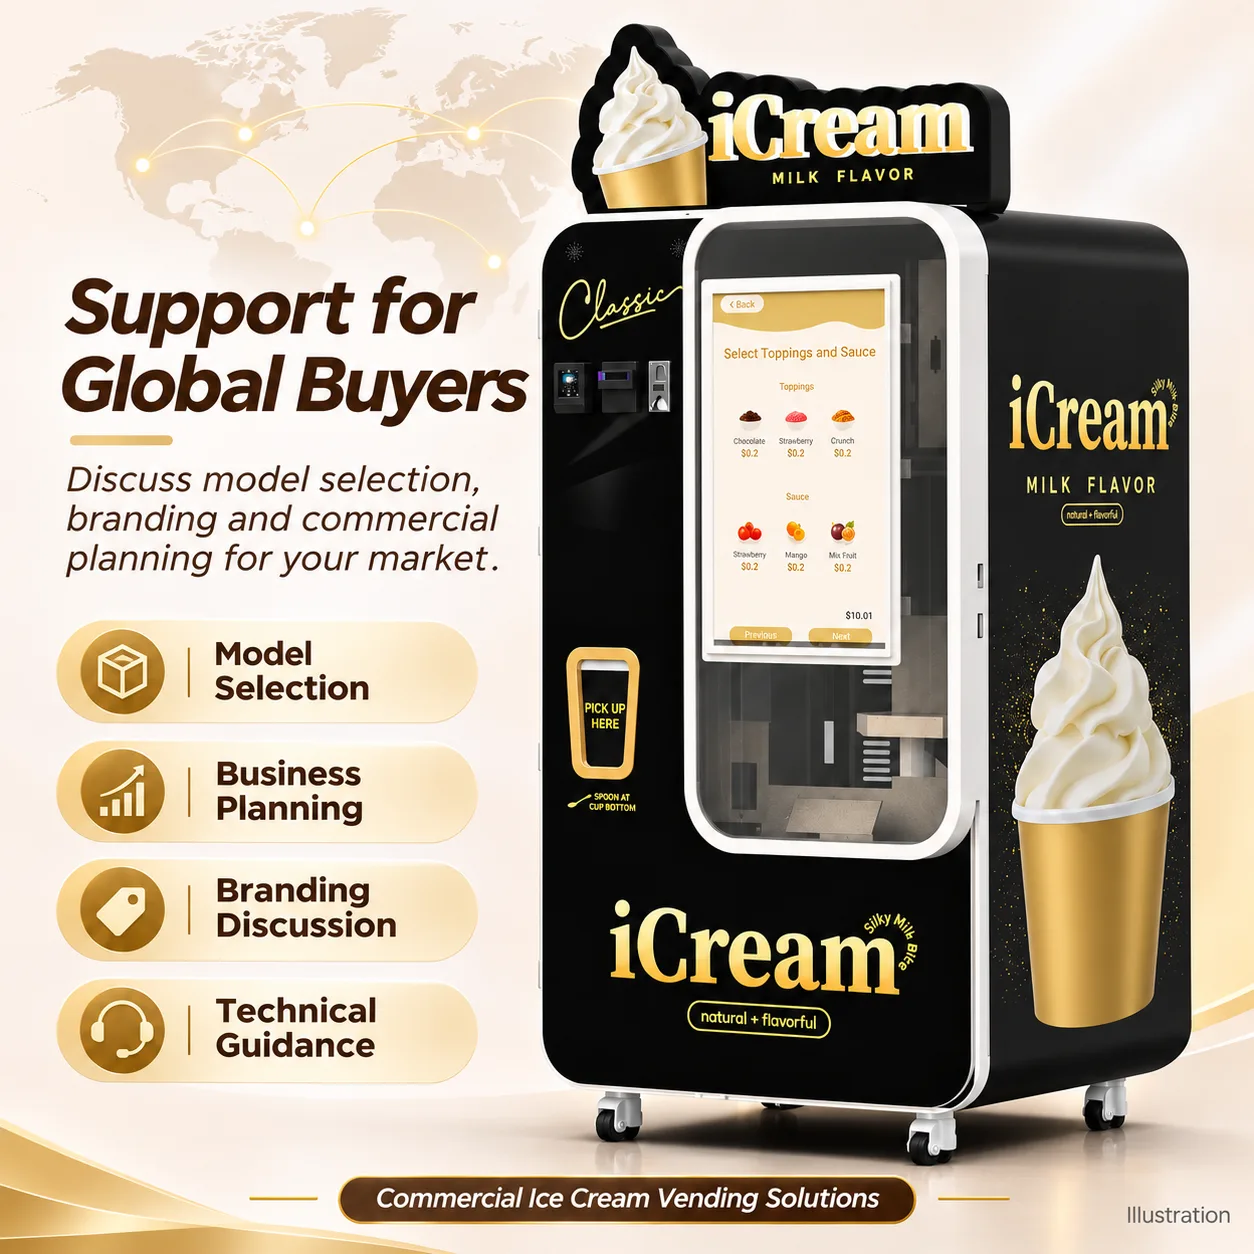 iCream
MILK FLAVOR
Support for
Global Buyers
Discuss model selection,
branding and commercial
planning for your market.
Model
Selection
Business
Planning
Branding
Discussion
Technical
Guidance
Classic
< Back
Select Toppings and Sauce
Toppings
Chocolate Strawberry Crunch
$0.2 $0.2 $0.2
Sauce
Strawberry Mango Mix Fruit
$0.2 $0.2 $0.2
$10.01
Previous Next
PICK UP
HERE
SPOON AT
CUP BOTTOM
iCream
Silky Milk Bite
natural + flavorful
iCream
Silky Milk Bite
MILK FLAVOR
natural + flavorful
Commercial Ice Cream Vending Solutions
Illustration